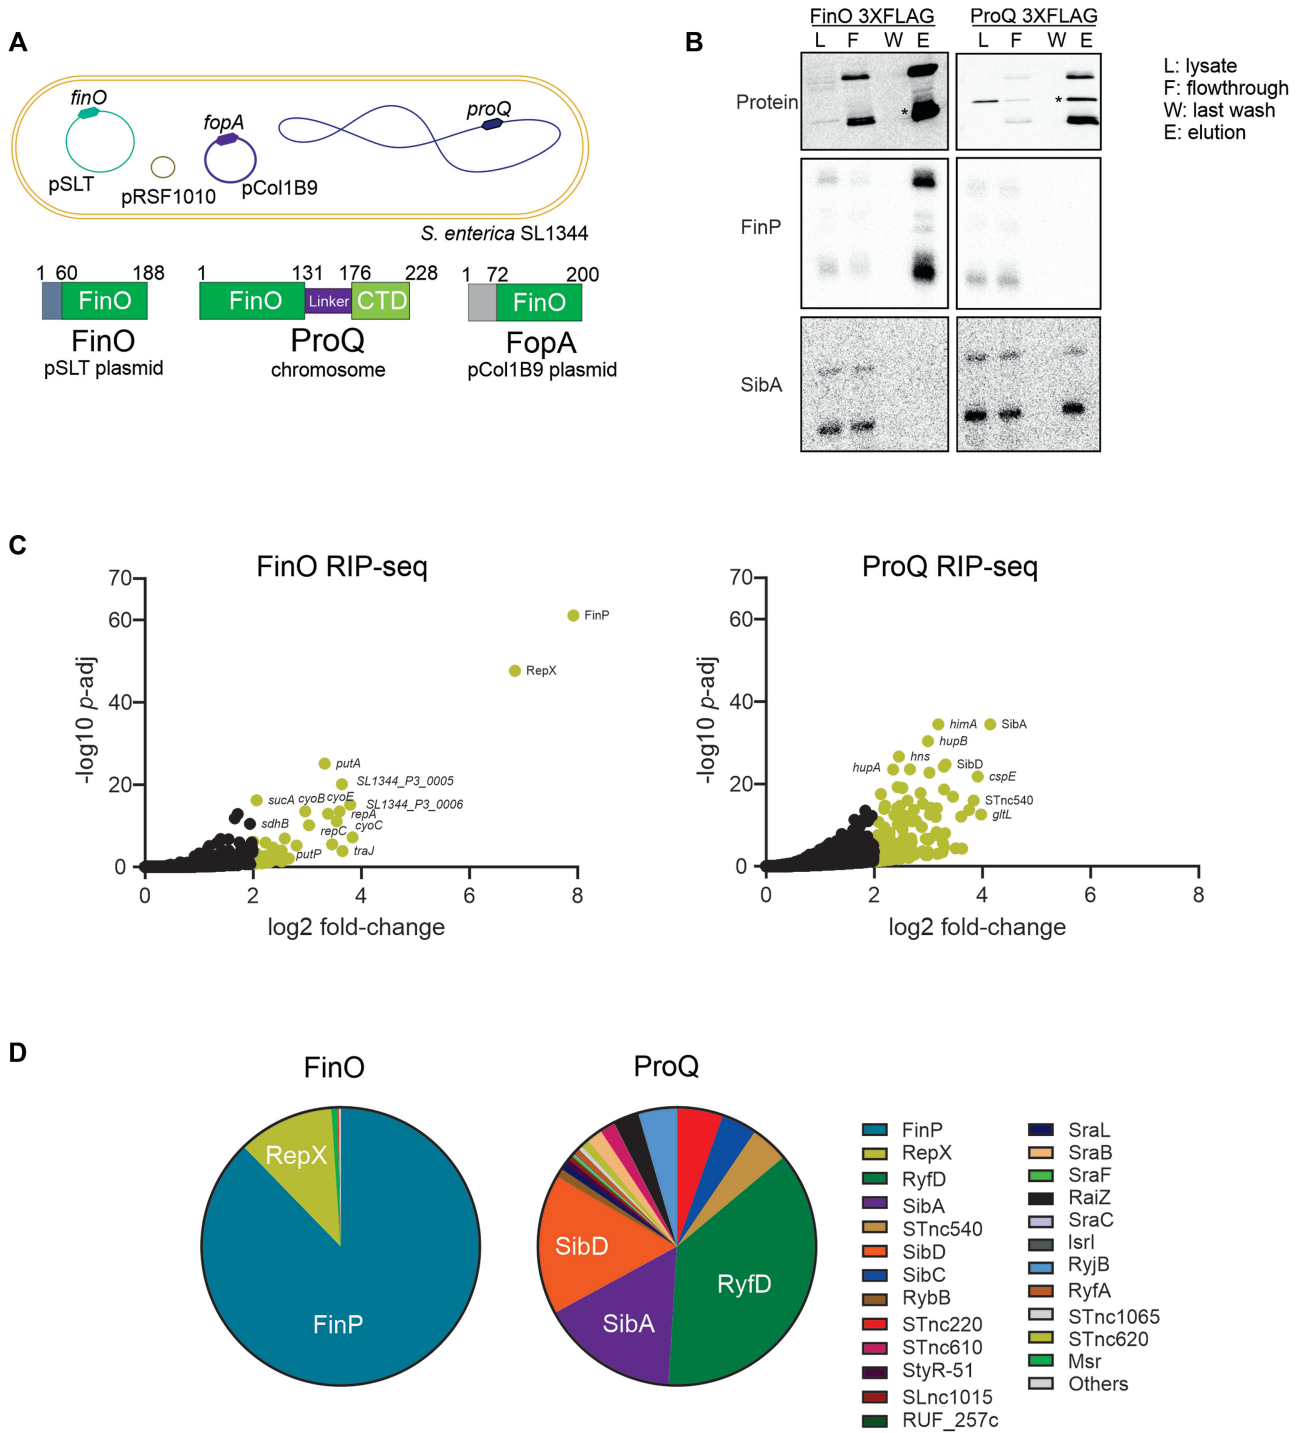 A
finO
fopA
proQ
pSLT
pRSF1010
pCol1B9
S. enterica SL1344
1 60 188
FinO
FinO
pSLT plasmid
1 131 176 228
FinO Linker CTD
ProQ
chromosome
1 72 200
FinO
FopA
pCol1B9 plasmid
B
FinO 3XFLAG ProQ 3XFLAG
L F W E L F W E
Protein
*
*
FinP
SibA
L: lysate
F: flowthrough
W: last wash
E: elution
C
FinO RIP-seq
70
60
40
20
0
-log10 p-adj
FinP
RepX
putA
SL1344_P3_0005
sucA
cyoB
cyoE
SL1344_P3_0006
repA
sdhB
repC
cyoC
putP
traJ
0 2 4 6 8
log2 fold-change
ProQ RIP-seq
70
60
40
20
0
-log10 p-adj
himA
SibA
hupB
hns
hupA
SibD
cspE
STnc540
gltL
0 2 4 6 8
log2 fold-change
D
FinO
RepX
FinP
ProQ
SibD
SibA
RyfD
FinP
RepX
RyfD
SibA
STnc540
SibD
SibC
RybB
STnc220
STnc610
StyR-51
SLnc1015
RUF_257c
SraL
SraB
SraF
RaiZ
SraC
IsrI
RyjB
RyfA
STnc1065
STnc620
Msr
Others